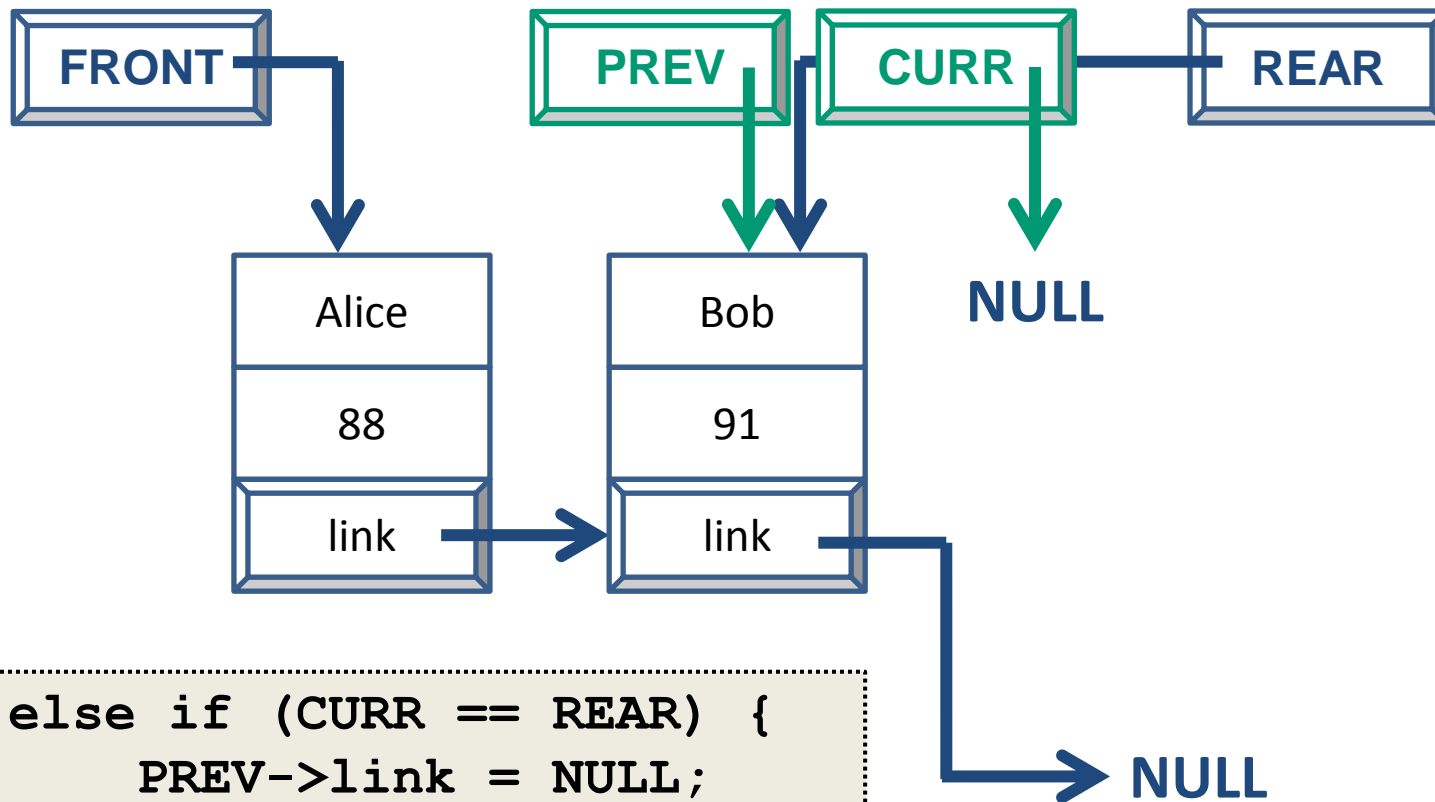 FRONT PREV CURR REAR
Alice Bob NULL
88 91
link link
else if (CURR == REAR) {
PREV->link = NULL;
NULL